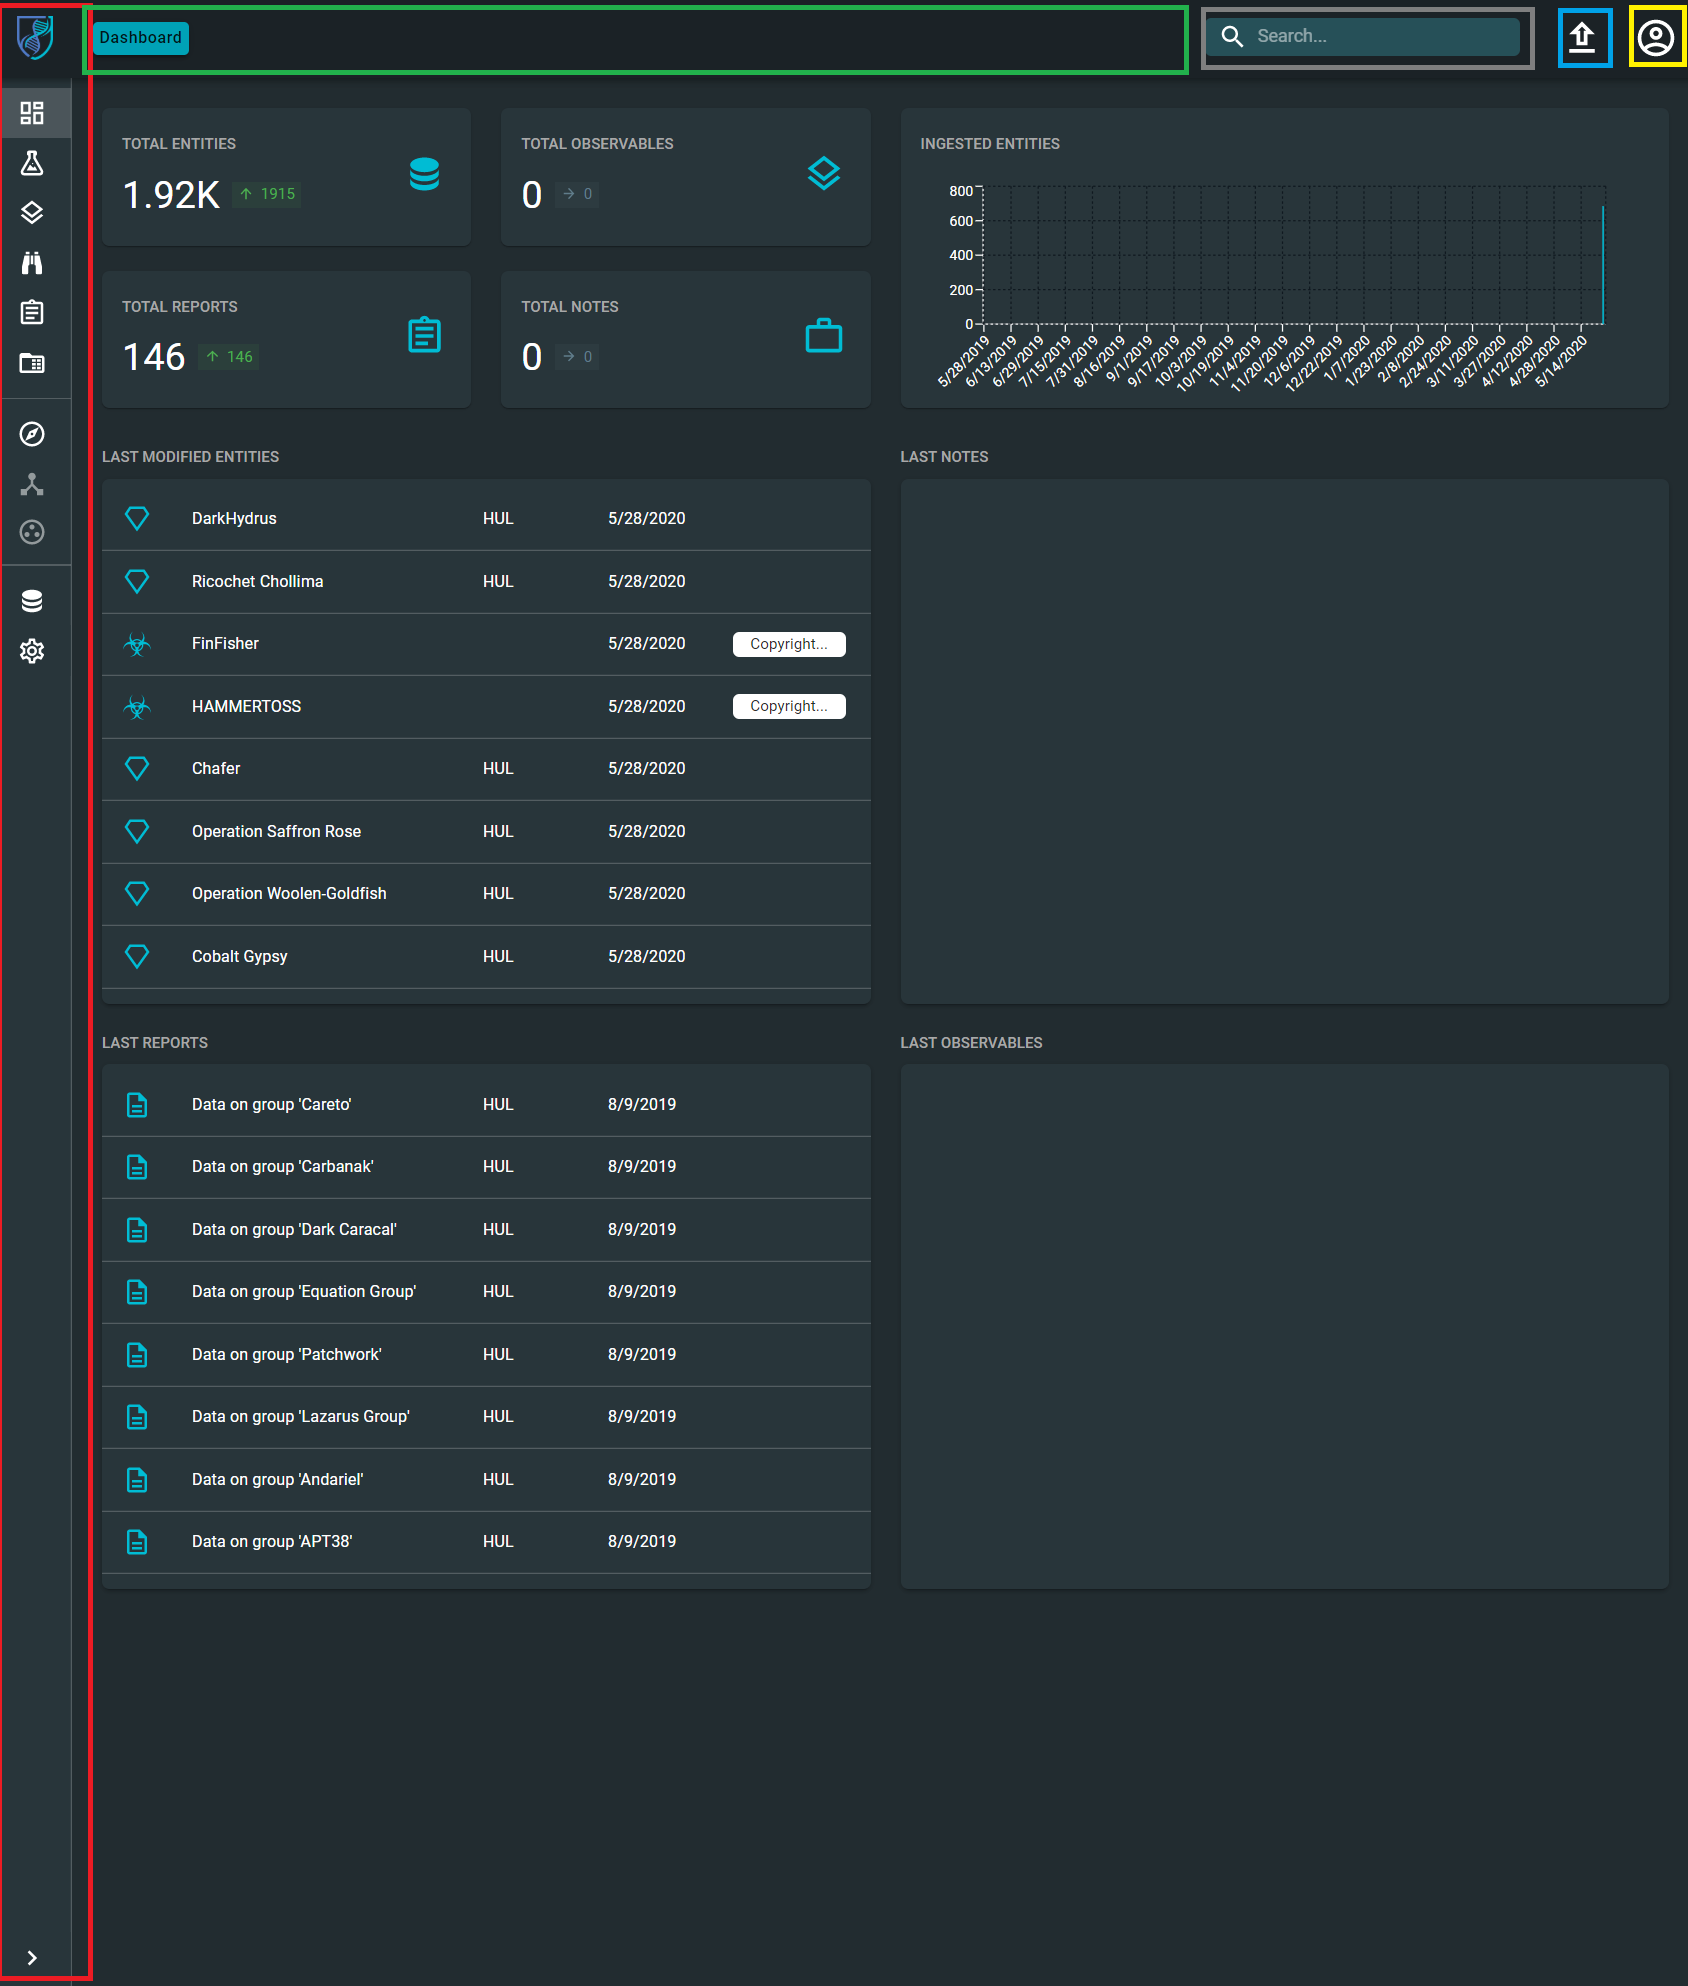 Dashboard
Search...
TOTAL ENTITIES
1.92K
1915
TOTAL OBSERVABLES
0
0
TOTAL REPORTS
146
146
TOTAL NOTES
0
0
INGESTED ENTITIES
800
600
400
200
0
5/28/2019
6/13/2019
6/29/2019
7/15/2019
7/31/2019
8/16/2019
9/1/2019
9/17/2019
10/3/2019
10/19/2019
11/4/2019
11/20/2019
12/6/2019
12/22/2019
1/7/2020
1/23/2020
2/8/2020
2/24/2020
3/11/2020
3/27/2020
4/12/2020
4/28/2020
5/14/2020
LAST MODIFIED ENTITIES
DarkHydrus HUL 5/28/2020
Ricochet Chollima HUL 5/28/2020
FinFisher 5/28/2020 Copyright...
HAMMERTOSS 5/28/2020 Copyright...
Chafer HUL 5/28/2020
Operation Saffron Rose HUL 5/28/2020
Operation Woolen-Goldfish HUL 5/28/2020
Cobalt Gypsy HUL 5/28/2020
LAST NOTES
LAST REPORTS
Data on group 'Careto' HUL 8/9/2019
Data on group 'Carbanak' HUL 8/9/2019
Data on group 'Dark Caracal' HUL 8/9/2019
Data on group 'Equation Group' HUL 8/9/2019
Data on group 'Patchwork' HUL 8/9/2019
Data on group 'Lazarus Group' HUL 8/9/2019
Data on group 'Andariel' HUL 8/9/2019
Data on group 'APT38' HUL 8/9/2019
LAST OBSERVABLES